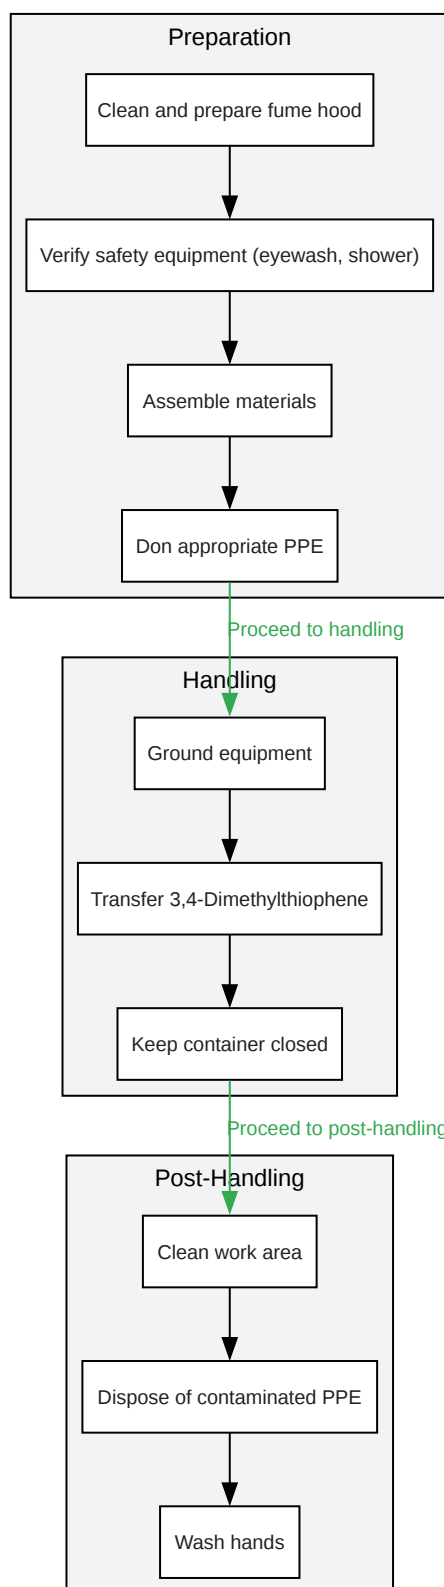 Preparation
Clean and prepare fume hood
Verify safety equipment (eyewash, shower)
Assemble materials
Don appropriate PPE
Proceed to handling
Handling
Ground equipment
Transfer 3,4-Dimethylthiophene
Keep container closed
Proceed to post-handling
Post-Handling
Clean work area
Dispose of contaminated PPE
Wash hands